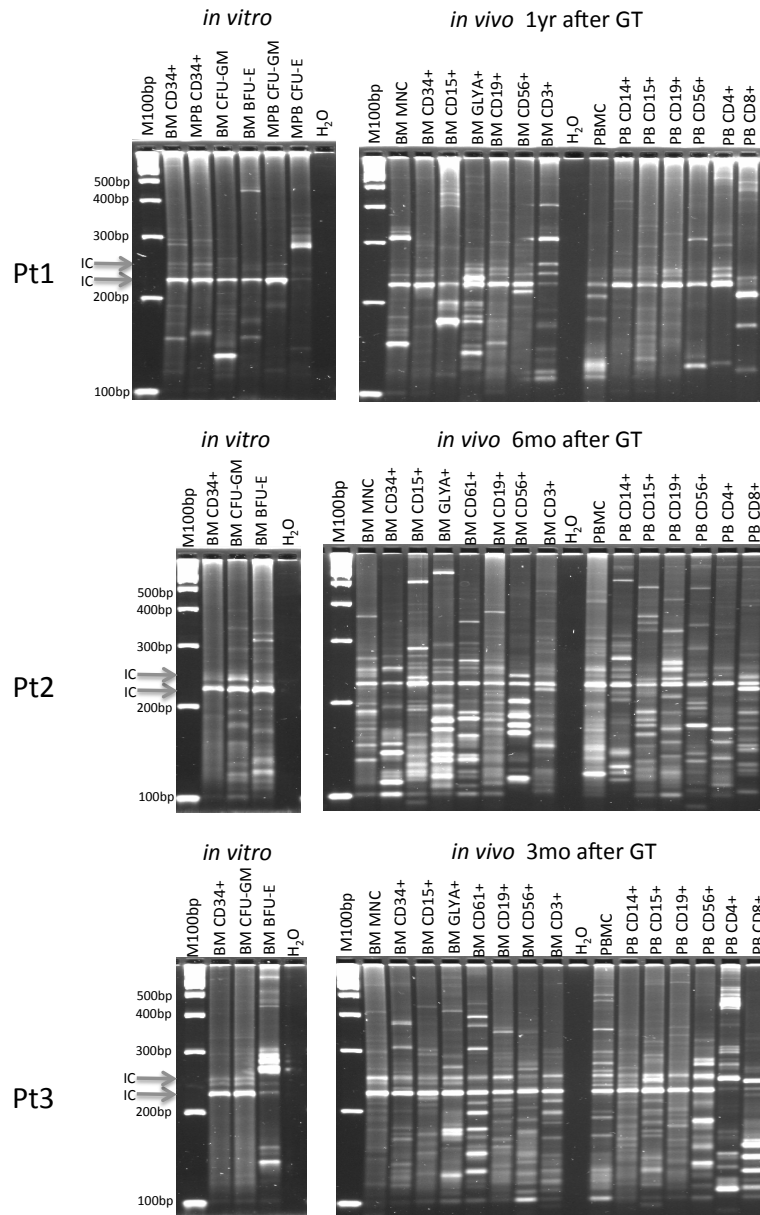 in vitro
in vivo 1yr after GT
M100bp
BM CD34+
MPB CD34+
BM CFU-GM
BM BFU-E
MPB CFU-GM
MPB CFU-E
H2O
M100bp
BM MNC
BM CD34+
BM CD15+
BM GLYA+
BM CD19+
BM CD56+
BM CD3+
H2O
PBMC
PB CD14+
PB CD15+
PB CD19+
PB CD56+
PB CD4+
PB CD8+
500bp
400bp
300bp
IC
Pt1
IC
200bp
100bp
in vitro
in vivo 6mo after GT
M100bp
BM CD34+
BM CFU-GM
BM BFU-E
H2O
M100bp
BM MNC
BM CD34+
BM CD15+
BM GLYA+
BM CD61+
BM CD19+
BM CD56+
BM CD3+
H2O
PBMC
PB CD14+
PB CD15+
PB CD19+
PB CD56+
PB CD4+
PB CD8+
500bp
400bp
300bp
IC
Pt2
IC
200bp
100bp
in vitro
in vivo 3mo after GT
M100bp
BM CD34+
BM CFU-GM
BM BFU-E
H2O
M100bp
BM MNC
BM CD34+
BM CD15+
BM GLYA+
BM CD61+
BM CD19+
BM CD56+
BM CD3+
H2O
PBMC
PB CD14+
PB CD15+
PB CD19+
PB CD56+
PB CD4+
PB CD8+
500bp
400bp
300bp
IC
Pt3
IC
200bp
100bp